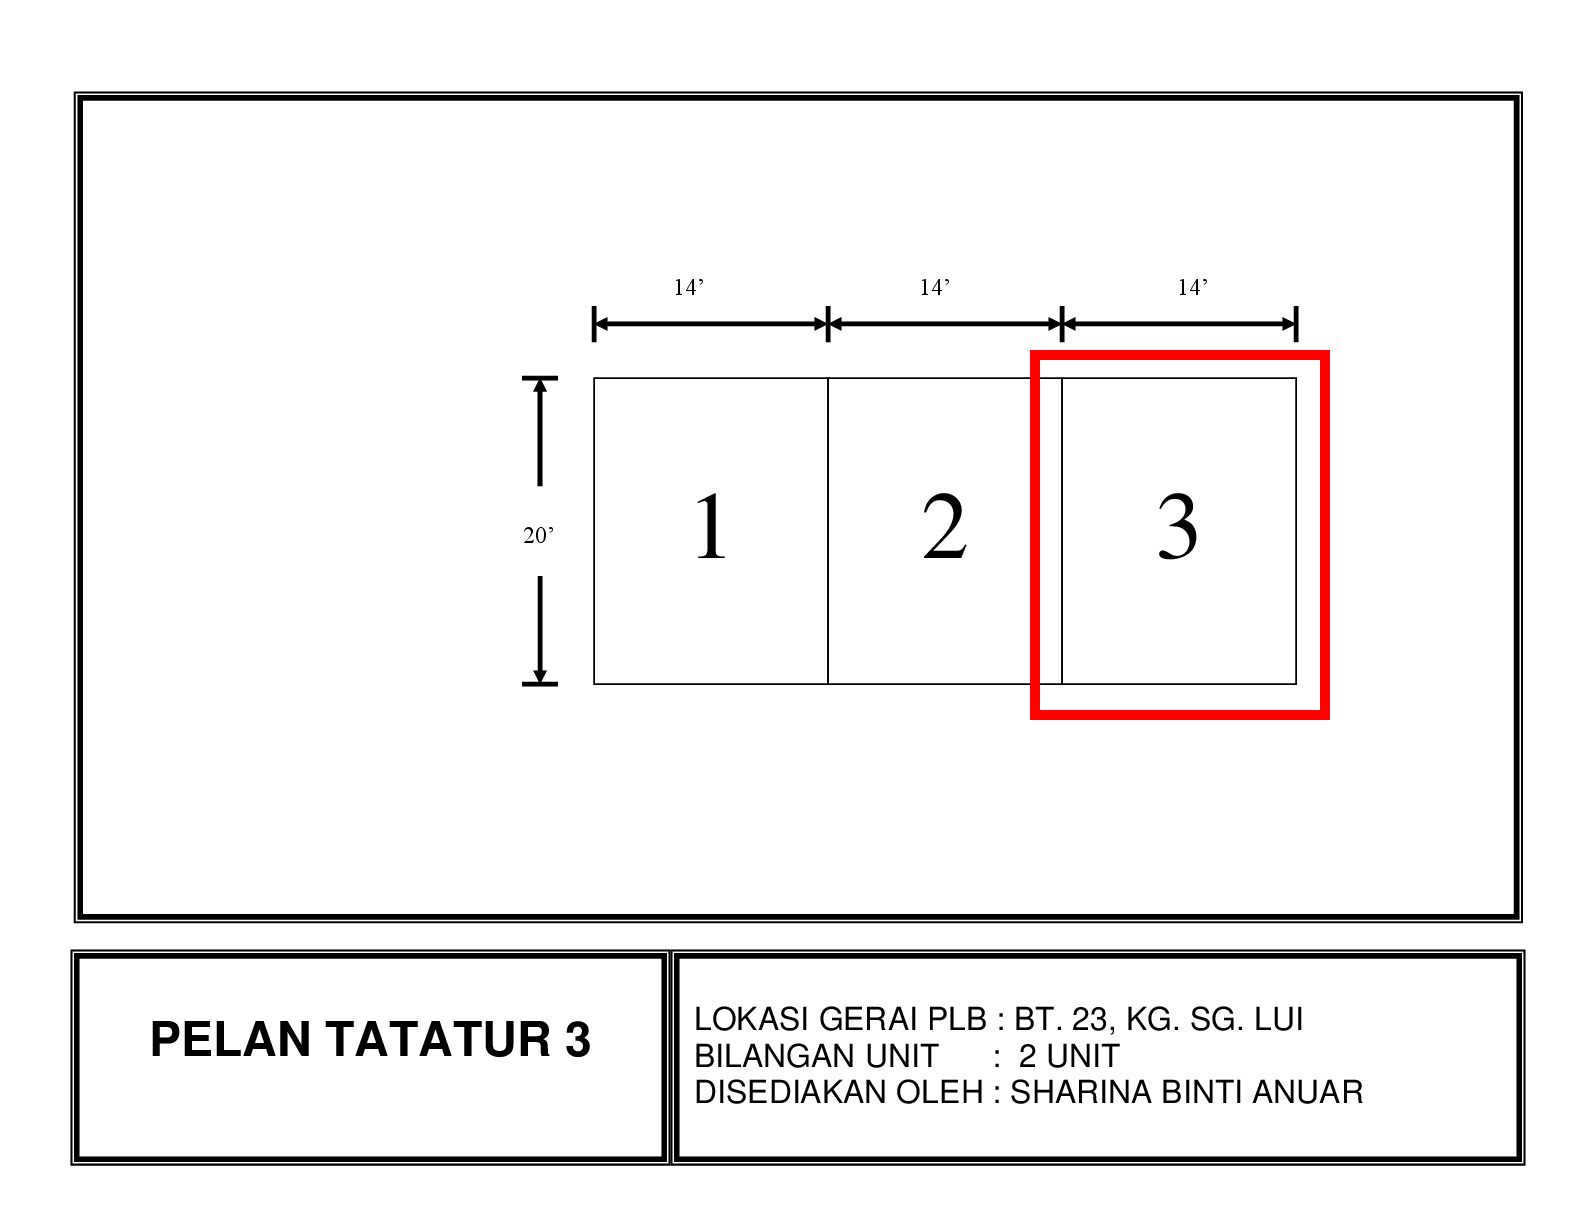 14’ 14’ 14’
20’
1 2 3
PELAN TATATUR 3
LOKASI GERAI PLB : BT. 23, KG. SG. LUI
BILANGAN UNIT : 2 UNIT
DISEDIAKAN OLEH : SHARINA BINTI ANUAR